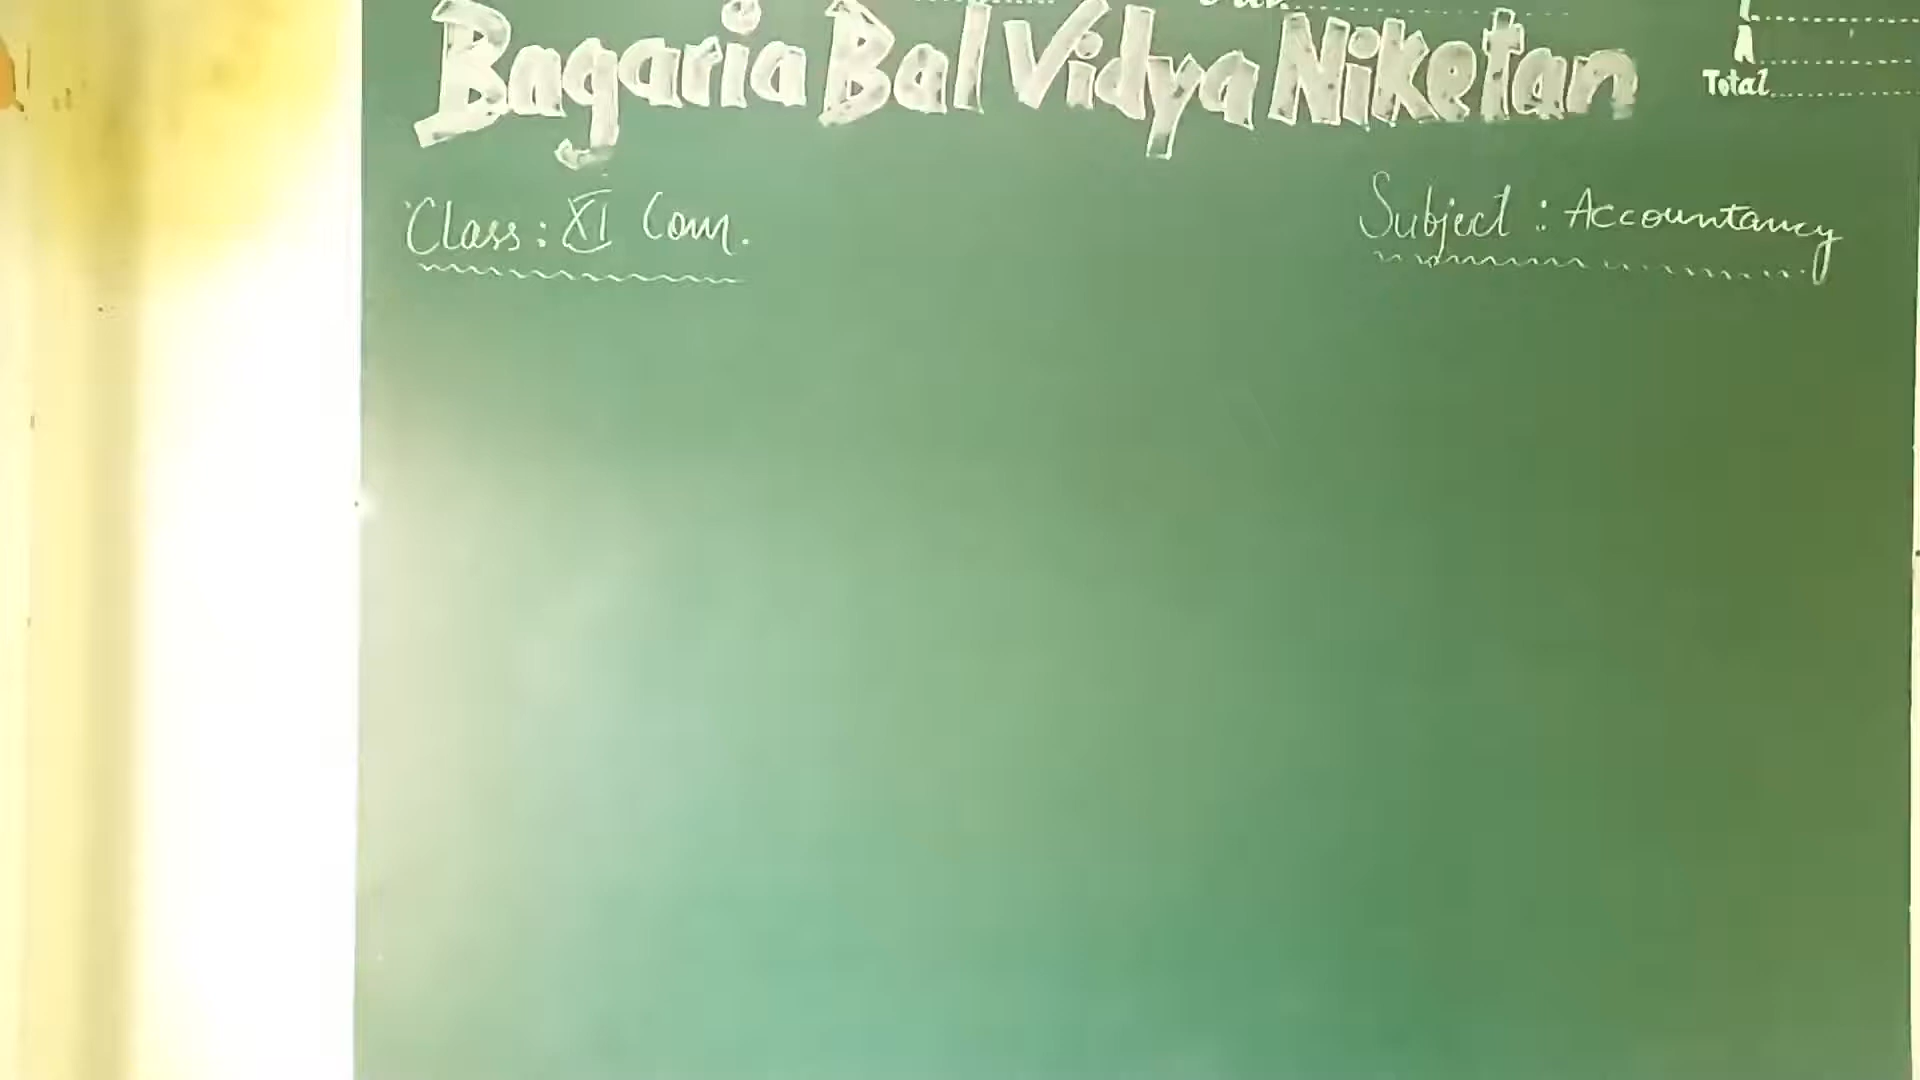 Bagaria Bal Vidya Niketan
A
Total
Class: XI Com.
Subject: Accountancy